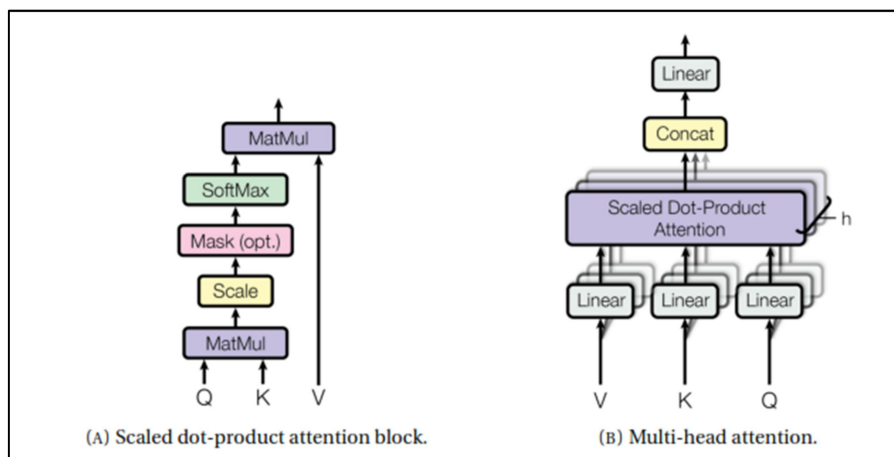 MatMul
SoftMax
Mask (opt.)
Scale
MatMul
Q K V
(A) Scaled dot-product attention block.
Linear
Concat
Scaled Dot-Product
Attention
h
Linear Linear Linear
V K Q
(B) Multi-head attention.